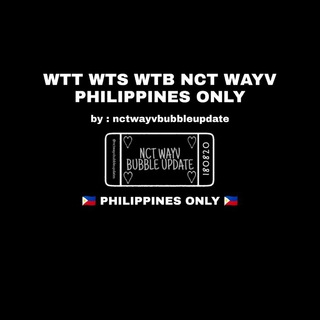 WTT WTS WTB NCT WAYV
PHILIPPINES ONLY
by : nctwayvbubbleupdate
NCT WAYV
BUBBLE UPDATE
180820
🇵🇭 PHILIPPINES ONLY 🇵🇭